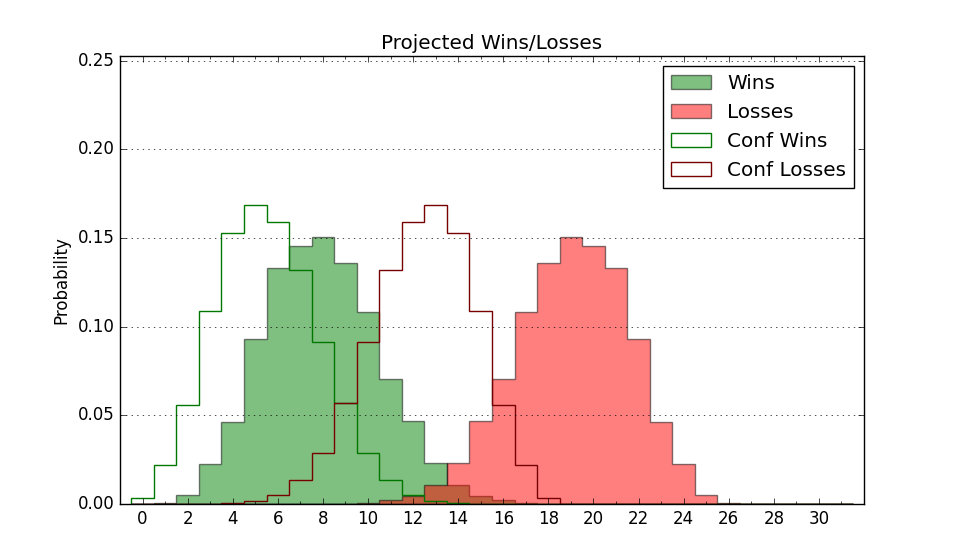 Projected Wins/Losses
Wins
Losses
Conf Wins
Conf Losses
Probability
0.25
0.20
0.15
0.10
0.05
0.00
0 2 4 6 8 10 12 14 16 18 20 22 24 26 28 30